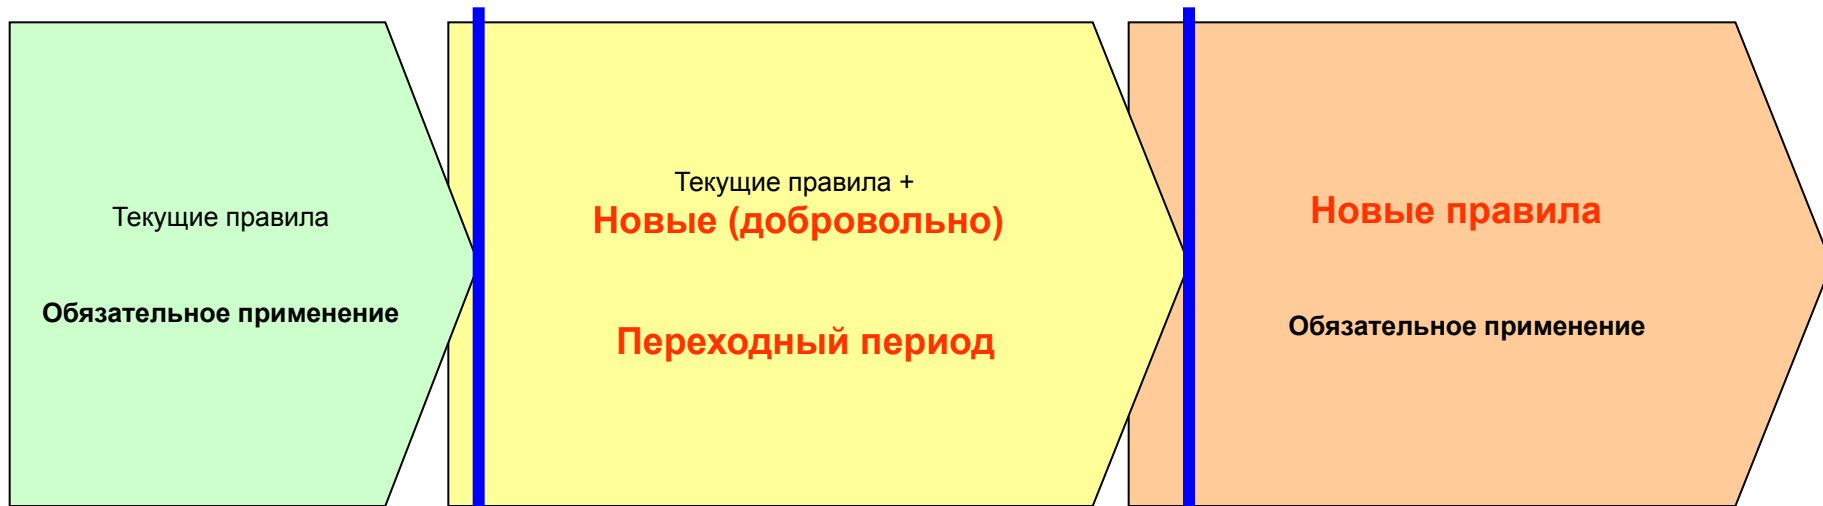 Текущие правила
Обязательное применение
Текущие правила +
Новые (добровольно)
Переходный период
Новые правила
Обязательное применение